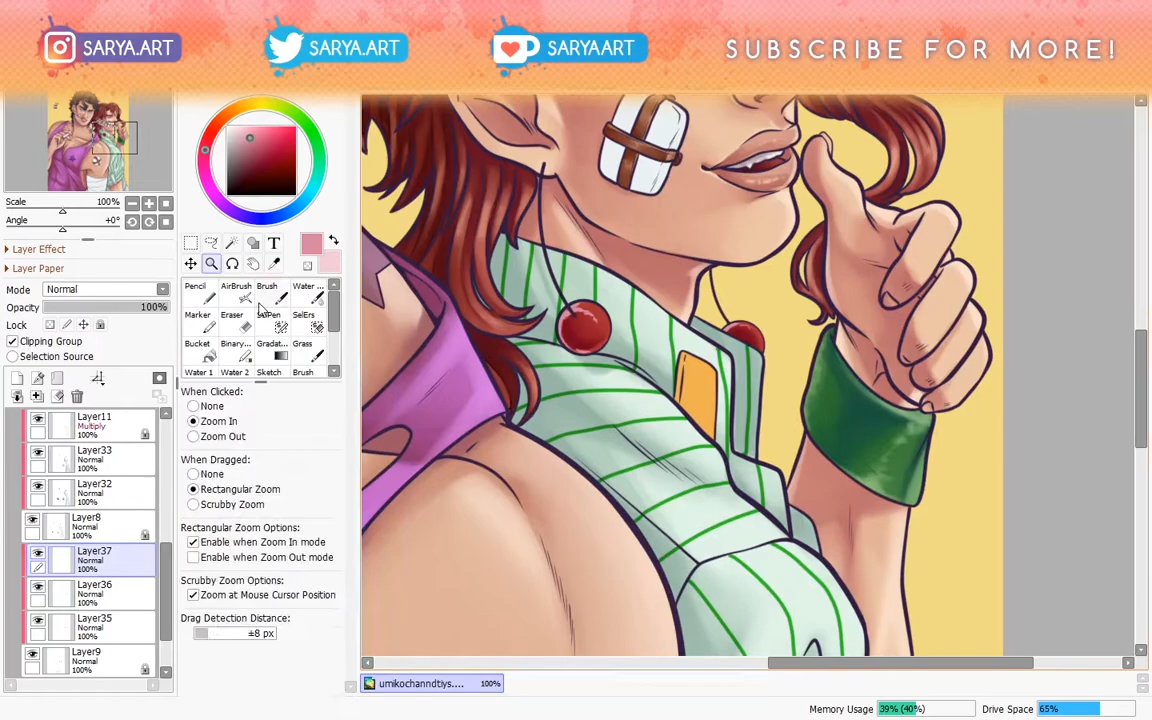 SARYA.ART
SARYA.ART
SARYAART
SUBSCRIBE FOR MORE!
Scale 100%
Angle +0°
Layer Effect
Layer Paper
Mode Normal
Opacity 100%
Lock
Clipping Group
Selection Source
Layer11
Multiply
100%
Layer33
Normal
100%
Layer32
Normal
100%
Layer8
Normal
100%
Layer37
Normal
100%
Layer36
Normal
100%
Layer35
Normal
100%
Layer9
Normal
100%
T
Pencil AirBrush Brush Water ...
Marker Eraser SelPen SelErs
Bucket Binary... Gradat... Grass
Water 1 Water 2 Sketch Brush
When Clicked:
None
Zoom In
Zoom Out
When Dragged:
None
Rectangular Zoom
Scrubby Zoom
Rectangular Zoom Options:
Enable when Zoom In mode
Enable when Zoom Out mode
Scrubby Zoom Options:
Zoom at Mouse Cursor Position
Drag Detection Distance:
±8 px
umikochanndtiys.... 100%
Memory Usage 39% (40%) Drive Space 65%